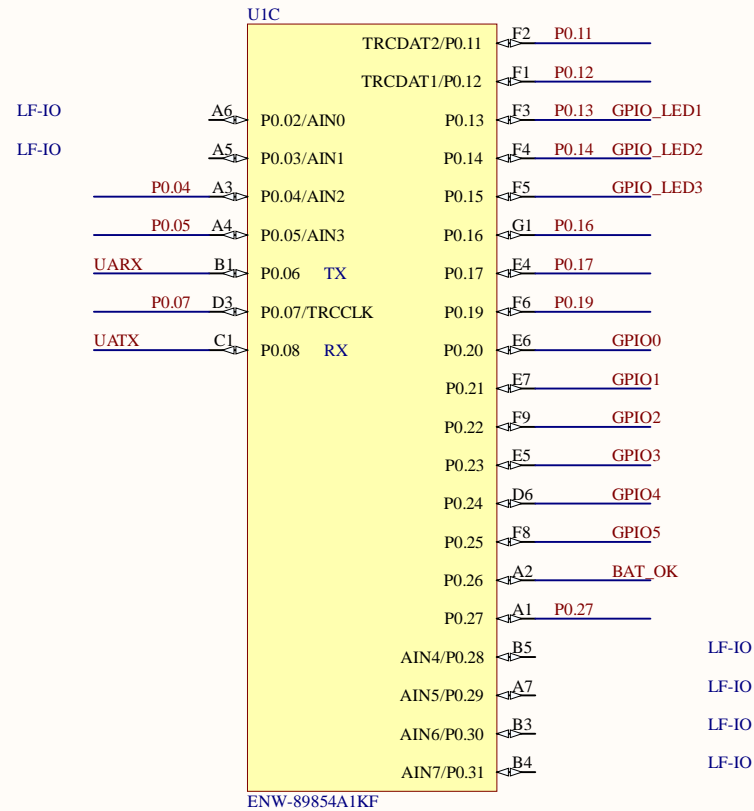 U1C
TRCDAT2/P0.11 F2 P0.11
TRCDAT1/P0.12 F1 P0.12
LF-IO A6 P0.02/AIN0 P0.13 F3 P0.13 GPIO_LED1
LF-IO A5 P0.03/AIN1 P0.14 F4 P0.14 GPIO_LED2
P0.04 A3 P0.04/AIN2 P0.15 F5 GPIO_LED3
P0.05 A4 P0.05/AIN3 P0.16 G1 P0.16
UARX B1 P0.06 TX P0.17 E4 P0.17
P0.07 D3 P0.07/TRCCLK P0.19 F6 P0.19
UATX C1 P0.08 RX P0.20 E6 GPIO0
P0.21 E7 GPIO1
P0.22 F9 GPIO2
P0.23 E5 GPIO3
P0.24 D6 GPIO4
P0.25 F8 GPIO5
P0.26 A2 BAT_OK
P0.27 A1 P0.27
AIN4/P0.28 B5 LF-IO
AIN5/P0.29 A7 LF-IO
AIN6/P0.30 B3 LF-IO
AIN7/P0.31 B4 LF-IO
ENW-89854A1KF